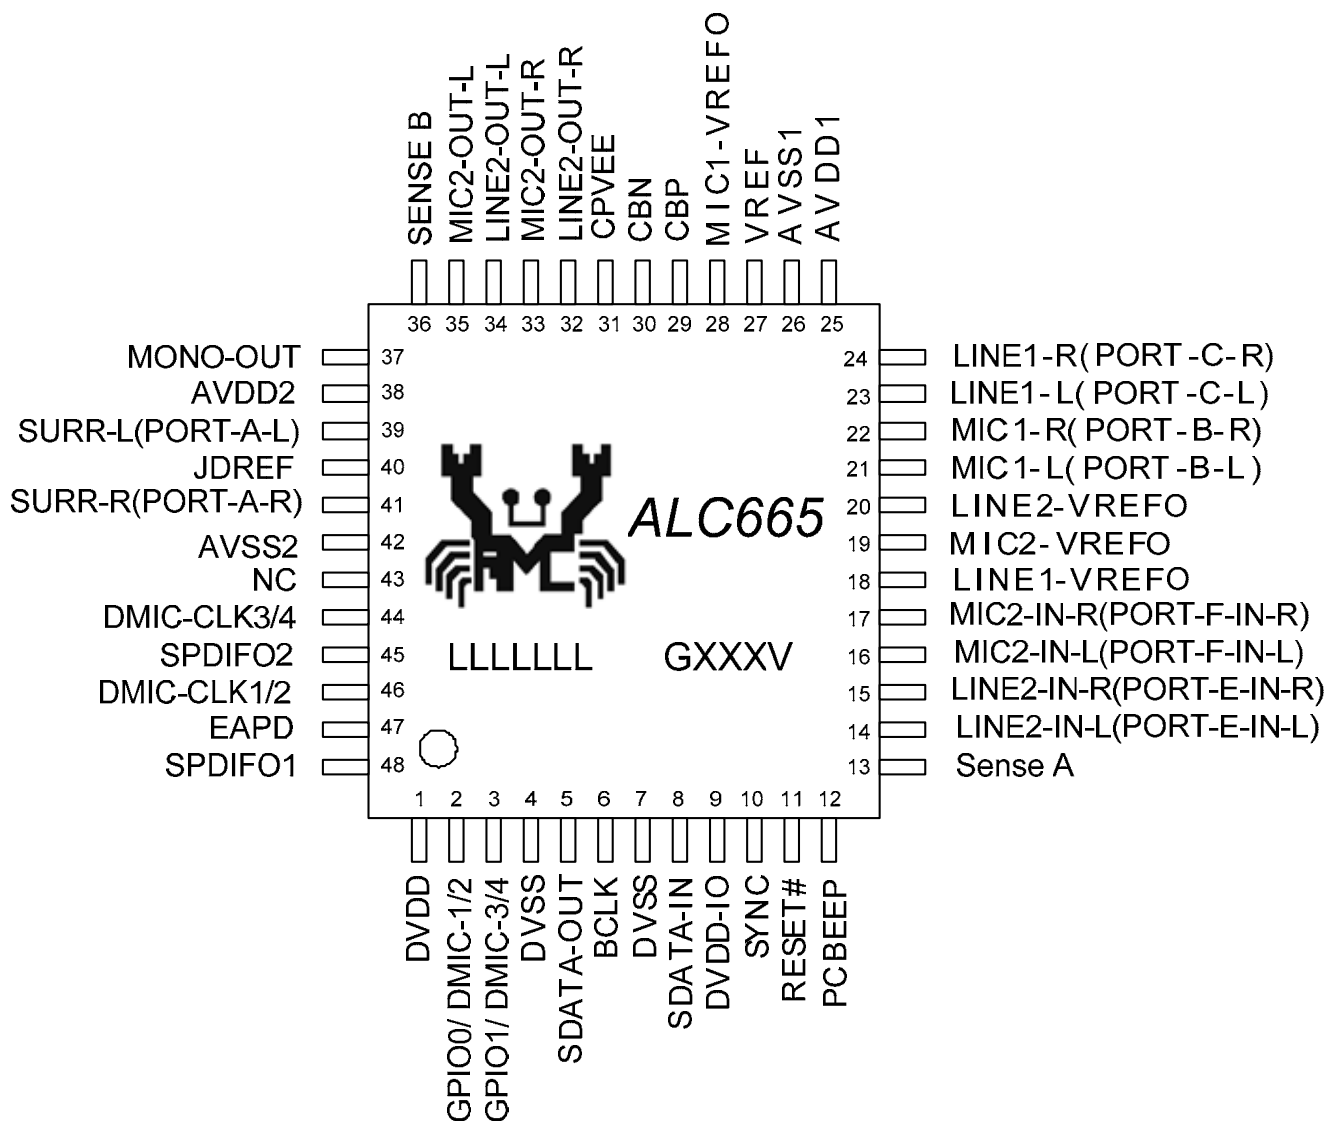 SENSE B
MIC2-OUT-L
LINE2-OUT-L
MIC2-OUT-R
LINE2-OUT-R
CPVEE
CBN
CBP
MIC1-VREFO
VREF
AVSS1
AVDD1
36 35 34 33 32 31 30 29 28 27 26 25
MONO-OUT 37
AVDD2 38
SURR-L(PORT-A-L) 39
JDREF 40
SURR-R(PORT-A-R) 41
AVSS2 42
NC 43
DMIC-CLK3/4 44
SPDIFO2 45
DMIC-CLK1/2 46
EAPD 47
SPDIFO1 48
ALC665
LLLLLLL GXXXV
24 LINE1-R(PORT-C-R)
23 LINE1-L(PORT-C-L)
22 MIC1-R(PORT-B-R)
21 MIC1-L(PORT-B-L)
20 LINE2-VREFO
19 MIC2-VREFO
18 LINE1-VREFO
17 MIC2-IN-R(PORT-F-IN-R)
16 MIC2-IN-L(PORT-F-IN-L)
15 LINE2-IN-R(PORT-E-IN-R)
14 LINE2-IN-L(PORT-E-IN-L)
13 Sense A
1 2 3 4 5 6 7 8 9 10 11 12
DVDD
GPIO0/ DMIC-1/2
GPIO1/ DMIC-3/4
DVSS
SDATA-OUT
BCLK
DVSS
SDATA-IN
DVDD-IO
SYNC
RESET#
PCBEEP